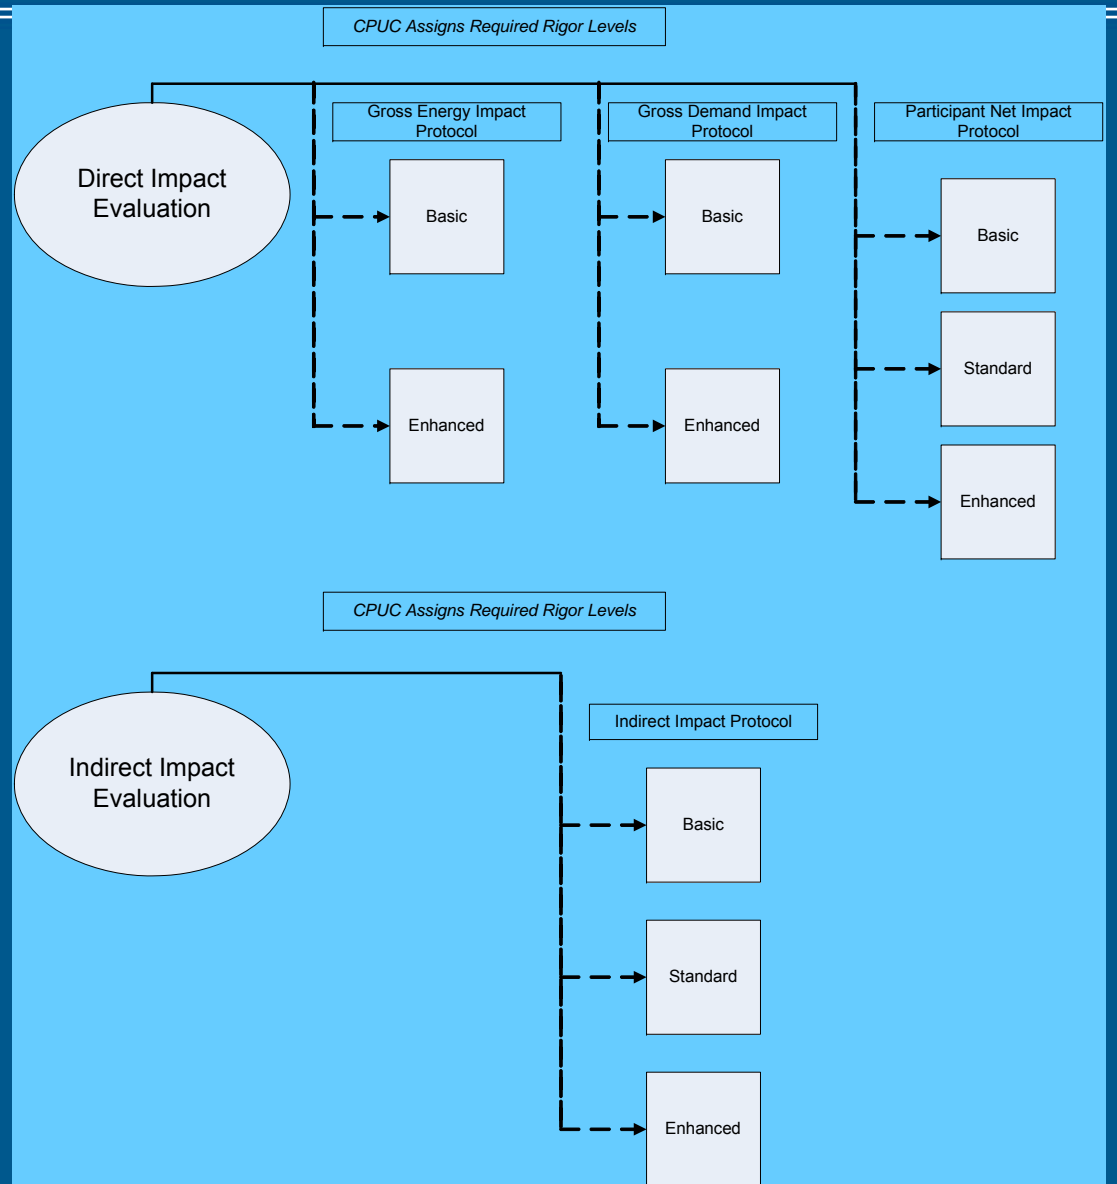 CPUC Assigns Required Rigor Levels
Gross Energy Impact
Protocol
Gross Demand Impact
Protocol
Participant Net Impact
Protocol
Direct Impact
Evaluation
Basic
Basic
Basic
Standard
Enhanced
Enhanced
Enhanced
CPUC Assigns Required Rigor Levels
Indirect Impact Protocol
Indirect Impact
Evaluation
Basic
Standard
Enhanced